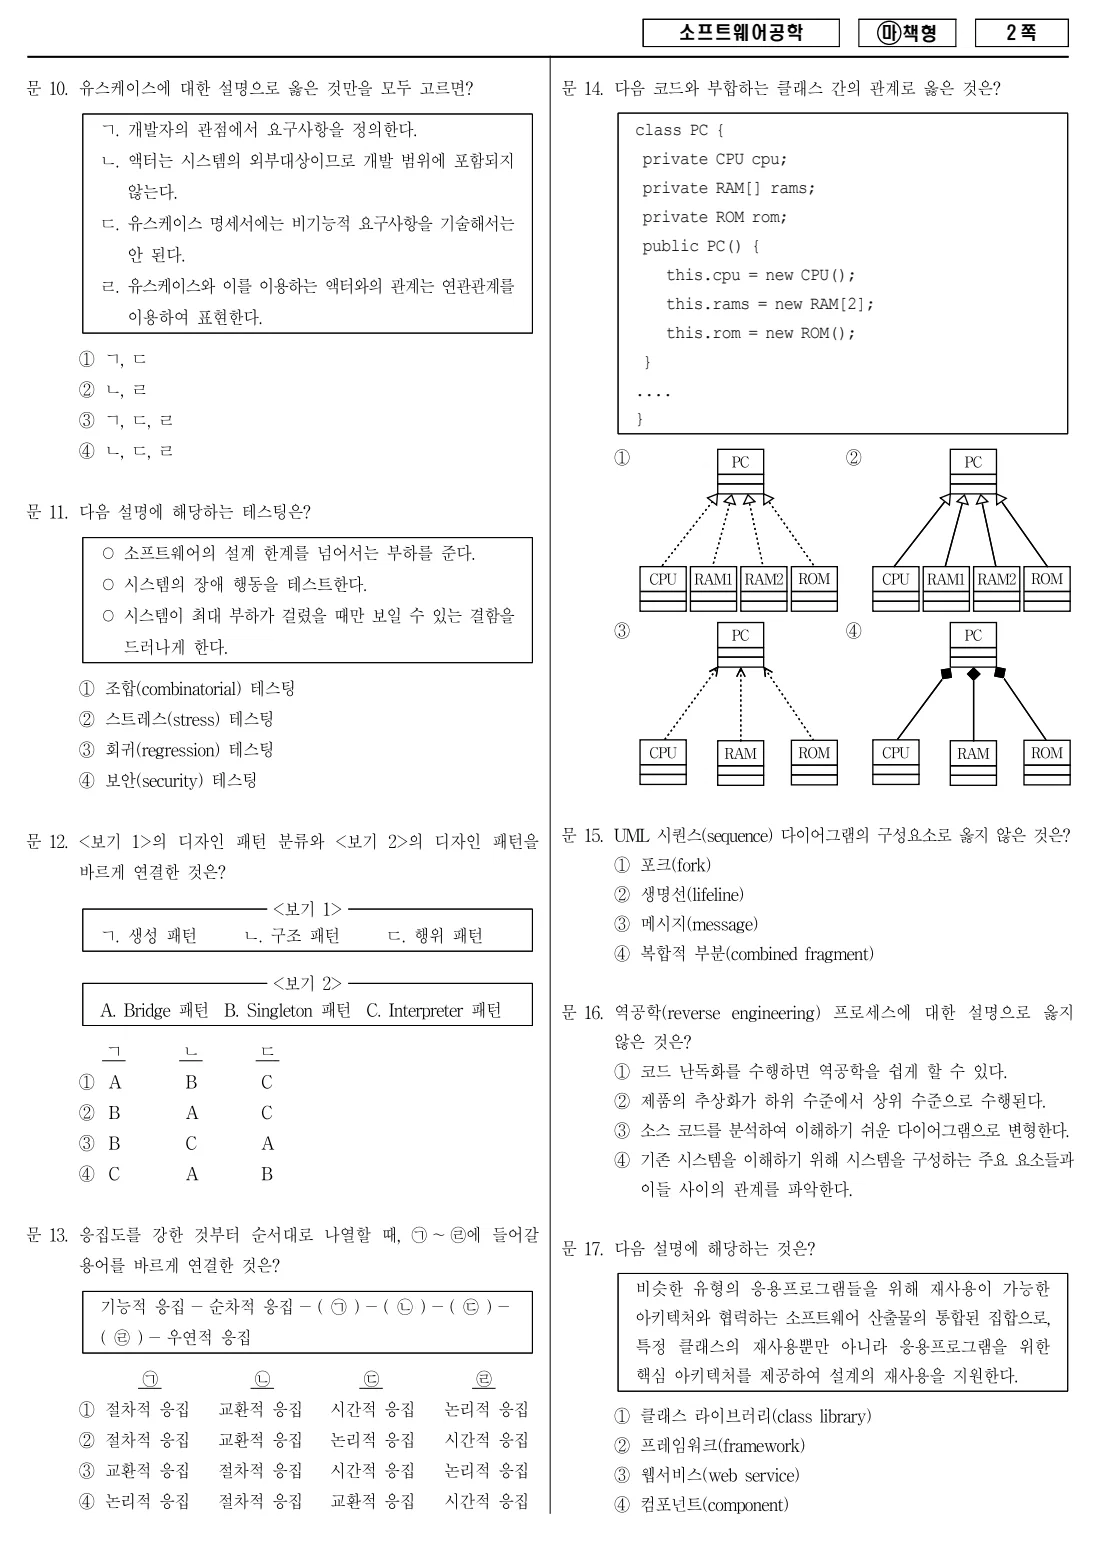 소프트웨어공학
㉮책형
2 쪽
문 10. 유스케이스에 대한 설명으로 옳은 것만을 모두 고르면?
ㄱ. 개발자의 관점에서 요구사항을 정의한다.
ㄴ. 액터는 시스템의 외부대상이므로 개발 범위에 포함되지
않는다.
ㄷ. 유스케이스 명세서에는 비기능적 요구사항을 기술해서는
안 된다.
ㄹ. 유스케이스와 이를 이용하는 액터와의 관계는 연관관계를
이용하여 표현한다.
① ㄱ, ㄷ
② ㄴ, ㄹ
③ ㄱ, ㄷ, ㄹ
④ ㄴ, ㄷ, ㄹ
문 11. 다음 설명에 해당하는 테스팅은?
○ 소프트웨어의 설계 한계를 넘어서는 부하를 준다.
○ 시스템의 장애 행동을 테스트한다.
○ 시스템이 최대 부하가 걸렸을 때만 보일 수 있는 결함을
드러나게 한다.
① 조합(combinatorial) 테스팅
② 스트레스(stress) 테스팅
③ 회귀(regression) 테스팅
④ 보안(security) 테스팅
문 12. <보기 1>의 디자인 패턴 분류와 <보기 2>의 디자인 패턴을
바르게 연결한 것은?
<보기 1>
ㄱ. 생성 패턴 ㄴ. 구조 패턴 ㄷ. 행위 패턴
<보기 2>
A. Bridge 패턴 B. Singleton 패턴 C. Interpreter 패턴
ㄱ ㄴ ㄷ
① A B C
② B A C
③ B C A
④ C A B
문 13. 응집도를 강한 것부터 순서대로 나열할 때, ㉠ ~ ㉣에 들어갈
용어를 바르게 연결한 것은?
기능적 응집 - 순차적 응집 - ( ㉠ ) - ( ㉡ ) - ( ㉢ ) -
( ㉣ ) - 우연적 응집
㉠ ㉡ ㉢ ㉣
① 절차적 응집 교환적 응집 시간적 응집 논리적 응집
② 절차적 응집 교환적 응집 논리적 응집 시간적 응집
③ 교환적 응집 절차적 응집 시간적 응집 논리적 응집
④ 논리적 응집 절차적 응집 교환적 응집 시간적 응집
문 14. 다음 코드와 부합하는 클래스 간의 관계로 옳은 것은?
class PC {
private CPU cpu;
private RAM[] rams;
private ROM rom;
public PC() {
this.cpu = new CPU();
this.rams = new RAM[2];
this.rom = new ROM();
}
....
}
① PC ② PC
CPU RAM1 RAM2 ROM CPU RAM1 RAM2 ROM
③ PC ④ PC
CPU RAM ROM CPU RAM ROM
문 15. UML 시퀀스(sequence) 다이어그램의 구성요소로 옳지 않은 것은?
① 포크(fork)
② 생명선(lifeline)
③ 메시지(message)
④ 복합적 부분(combined fragment)
문 16. 역공학(reverse engineering) 프로세스에 대한 설명으로 옳지
않은 것은?
① 코드 난독화를 수행하면 역공학을 쉽게 할 수 있다.
② 제품의 추상화가 하위 수준에서 상위 수준으로 수행된다.
③ 소스 코드를 분석하여 이해하기 쉬운 다이어그램으로 변형한다.
④ 기존 시스템을 이해하기 위해 시스템을 구성하는 주요 요소들과
이들 사이의 관계를 파악한다.
문 17. 다음 설명에 해당하는 것은?
비슷한 유형의 응용프로그램들을 위해 재사용이 가능한
아키텍처와 협력하는 소프트웨어 산출물의 통합된 집합으로,
특정 클래스의 재사용뿐만 아니라 응용프로그램을 위한
핵심 아키텍처를 제공하여 설계의 재사용을 지원한다.
① 클래스 라이브러리(class library)
② 프레임워크(framework)
③ 웹서비스(web service)
④ 컴포넌트(component)